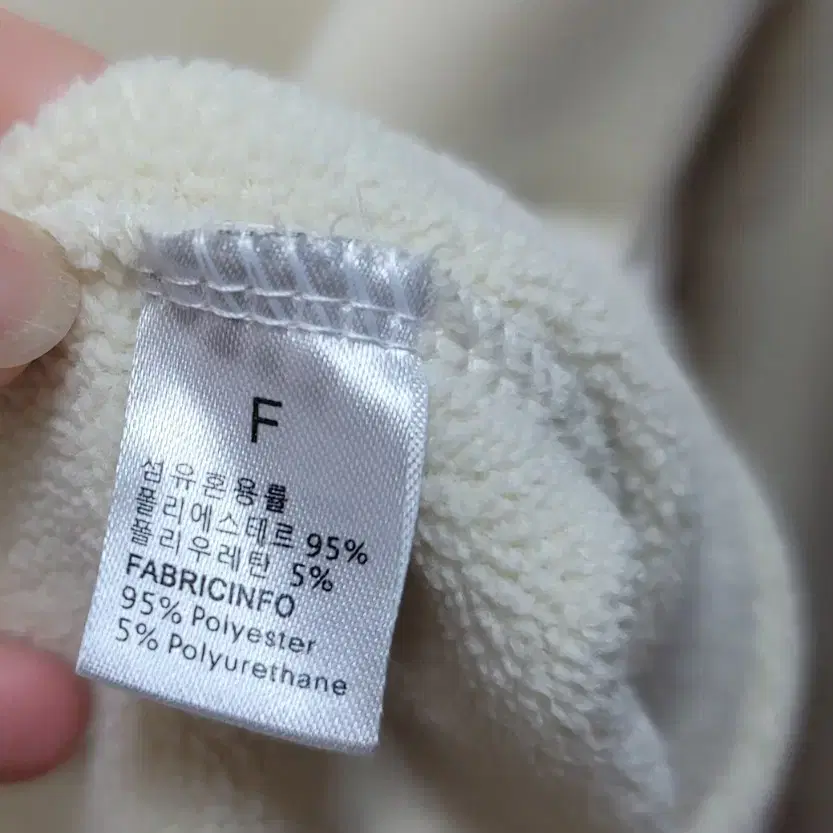 F
섬유혼용률
폴리에스테르 95%
폴리우레탄 5%
FABRICINFO
95% Polyester
5% Polyurethane